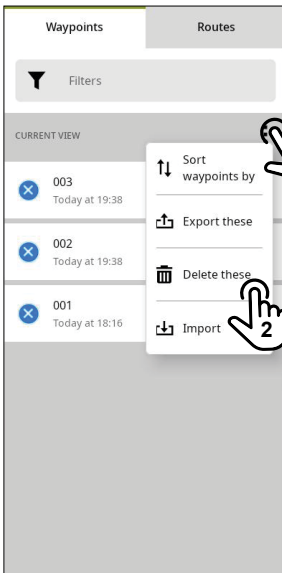 Waypoints Routes
Filters
CURRENT VIEW
Sort
waypoints by
003
Today at 19:38
Export these
002
Today at 19:38
Delete these
001
Today at 18:16
Import
2